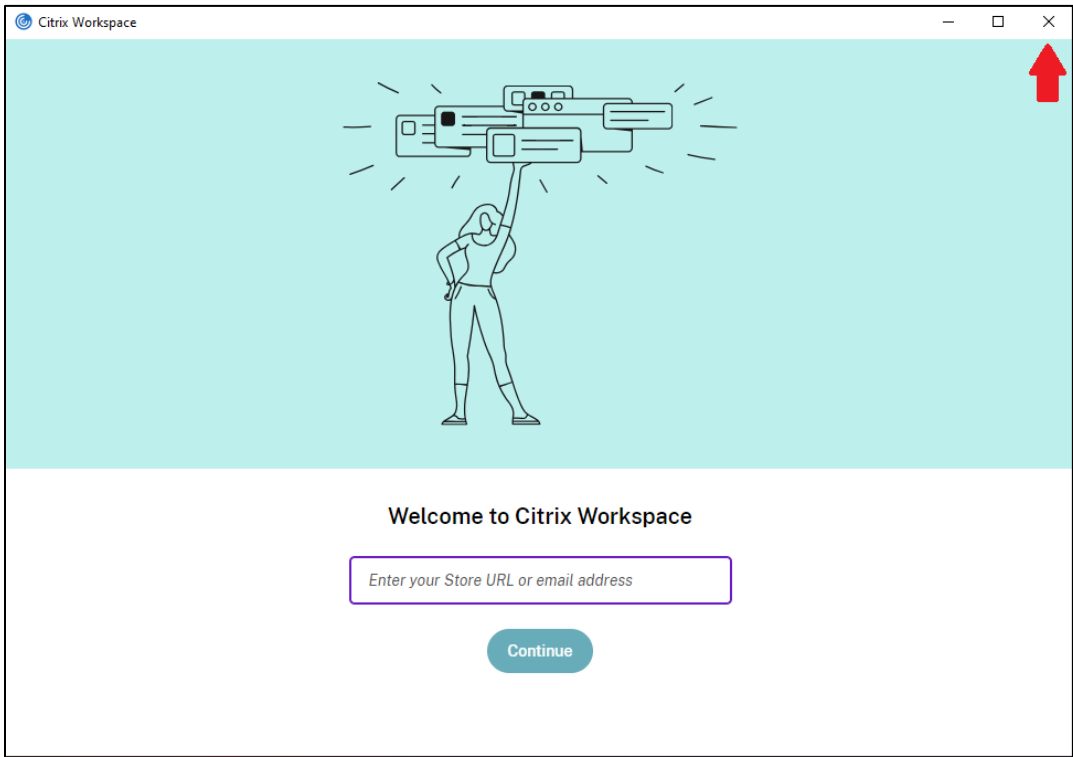 Citrix Workspace
Welcome to Citrix Workspace
Enter your Store URL or email address
Continue